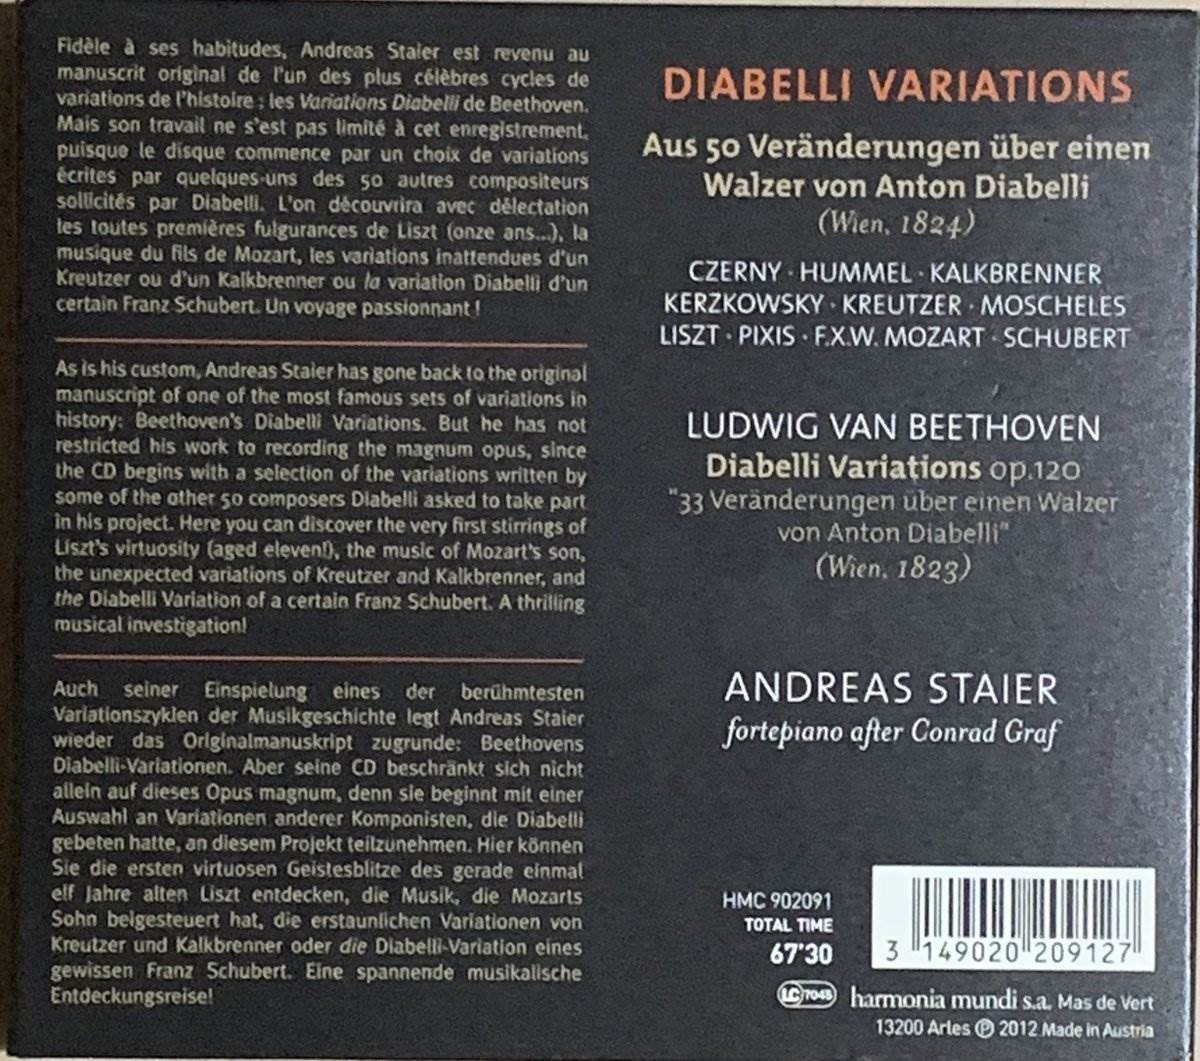 Fidèle à ses habitudes, Andreas Staier est revenu au
manuscrit original de l'un des plus célèbres cycles de
variations de l'histoire : les Variations Diabelli de Beethoven.
Mais son travail ne s'est pas limité à cet enregistrement,
puisque le disque commence par un choix de variations
écrites par quelques-uns des 50 autres compositeurs
sollicités par Diabelli. L'on découvrira avec délectation
les toutes premières fulgurances de Liszt (onze ans...), la
musique du fils de Mozart, les variations inattendues d'un
Kreutzer ou d'un Kalkbrenner ou la variation Diabelli d'un
certain Franz Schubert. Un voyage passionnant !
As is his custom, Andreas Staier has gone back to the original
manuscript of one of the most famous sets of variations in
history: Beethoven's Diabelli Variations. But he has not
restricted his work to recording the magnum opus, since
the CD begins with a selection of the variations written by
some of the other 50 composers Diabelli asked to take part
in his project. Here you can discover the very first stirrings of
Liszt's virtuosity (aged eleven!), the music of Mozart's son,
the unexpected variations of Kreutzer and Kalkbrenner, and
the Diabelli Variation of a certain Franz Schubert. A thrilling
musical investigation!
Auch seiner Einspielung eines der berühmtesten
Variationszyklen der Musikgeschichte legt Andreas Staier
wieder das Originalmanuskript zugrunde: Beethovens
Diabelli-Variationen. Aber seine CD beschränkt sich nicht
allein auf dieses Opus magnum, denn sie beginnt mit einer
Auswahl an Variationen anderer Komponisten, die Diabelli
gebeten hatte, an diesem Projekt teilzunehmen. Hier können
Sie die ersten virtuosen Geistesblitze des gerade einmal
elf Jahre alten Liszt entdecken, die Musik, die Mozarts
Sohn beigesteuert hat, die erstaunlichen Variationen von
Kreutzer und Kalkbrenner oder die Diabelli-Variation eines
gewissen Franz Schubert. Eine spannende musikalische
Entdeckungsreise!
DIABELLI VARIATIONS
Aus 50 Veränderungen über einen
Walzer von Anton Diabelli
(Wien, 1824)
CZERNY · HUMMEL · KALKBRENNER
KERZKOWSKY · KREUTZER · MOSCHELES
LISZT · PIXIS · F.X.W. MOZART · SCHUBERT
LUDWIG VAN BEETHOVEN
Diabelli Variations op.120
"33 Veränderungen über einen Walzer
von Anton Diabelli"
(Wien, 1823)
ANDREAS STAIER
fortepiano after Conrad Graf
HMC 902091
TOTAL TIME
67'30
3 149020 209127
LC 7045
harmonia mundi s.a. Mas de Vert
13200 Arles ℗ 2012 Made in Austria